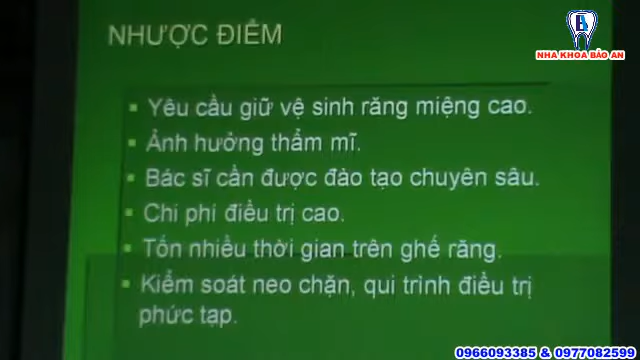 NHƯỢC ĐIỂM
NHA KHOA BẢO AN
Yêu cầu giữ vệ sinh răng miệng cao.
Ảnh hưởng thẩm mĩ.
Bác sĩ cần được đào tạo chuyên sâu.
Chi phí điều trị cao.
Tốn nhiều thời gian trên ghế răng.
Kiểm soát neo chặn, qui trình điều trị
phức tạp.
0966093385 & 0977082599